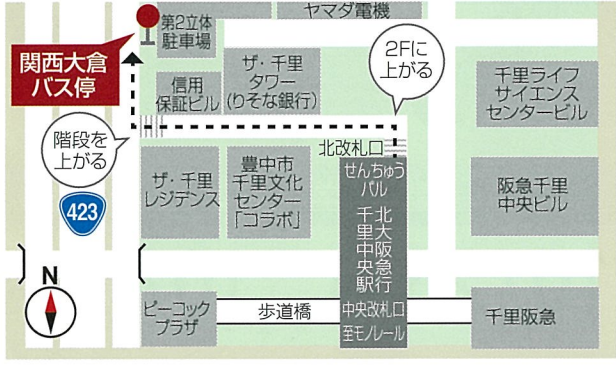 ヤマダ電機
第2立体
駐車場
関西大倉
バス停
2Fに
上がる
ザ・千里
タワー
(りそな銀行)
信用
保証ビル
千里ライフ
サイエンス
センタービル
階段を
上がる
北改札口
せんちゅう
パル
ザ・千里
レジデンス
豊中市
千里文化
センター
「コラボ」
北大阪急行
千里中央駅
阪急千里
中央ビル
423
N
ピーコック
プラザ
歩道橋
中央改札口
至モノレール
千里阪急